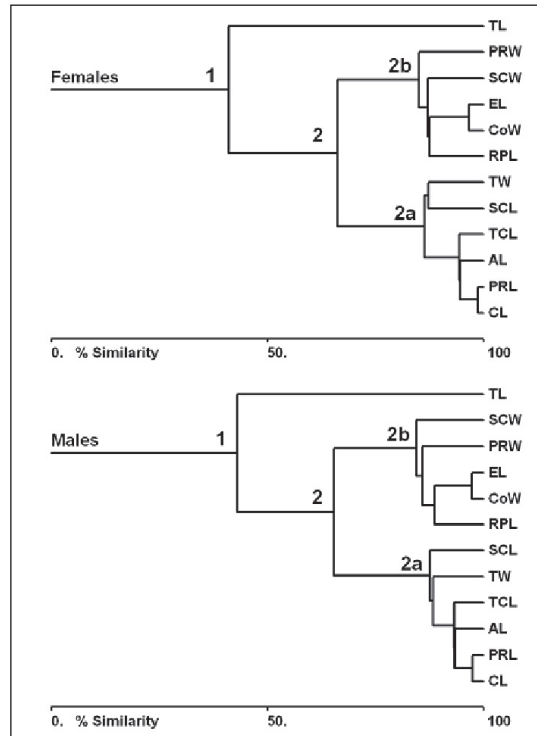 TL
PRW
2b
1
Females
SCW
EL
CoW
2
RPL
TW
2a
SCL
TCL
AL
PRL
CL
0. % Similarity 50. 100
TL
SCW
2b
1
Males
PRW
EL
CoW
2
RPL
SCL
2a
TW
TCL
AL
PRL
CL
0. % Similarity 50. 100